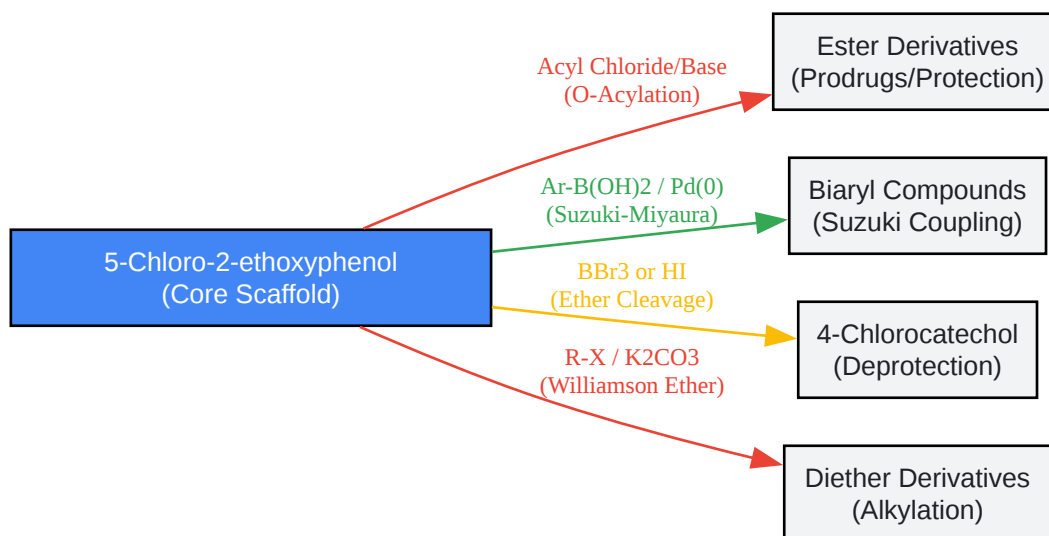 Ester Derivatives
(Prodrugs/Protection)
Acyl Chloride/Base
(O-Acylation)
Ar-B(OH)2 / Pd(0)
(Suzuki-Miyaura)
Biaryl Compounds
(Suzuki Coupling)
5-Chloro-2-ethoxyphenol
(Core Scaffold)
BBr3 or HI
(Ether Cleavage)
4-Chlorocatechol
(Deprotection)
R-X / K2CO3
(Williamson Ether)
Diether Derivatives
(Alkylation)